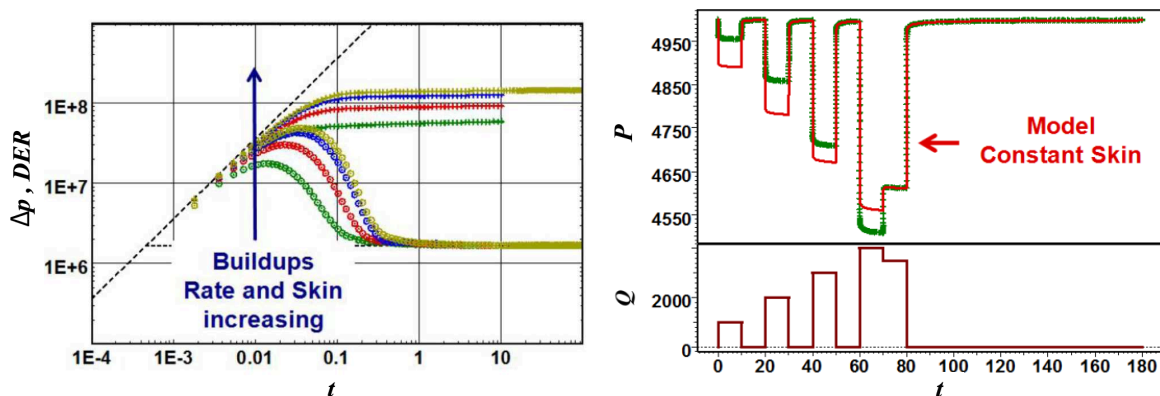 Δp , DER
1E+8
1E+7
1E+6
Buildups
Rate and Skin
increasing
1E-4
1E-3
0.01
0.1
1
10
t
P
4950
4850
4750
4650
4550
Model
Constant Skin
Q
2000
0
0
20
40
60
80
100
120
140
160
180
t